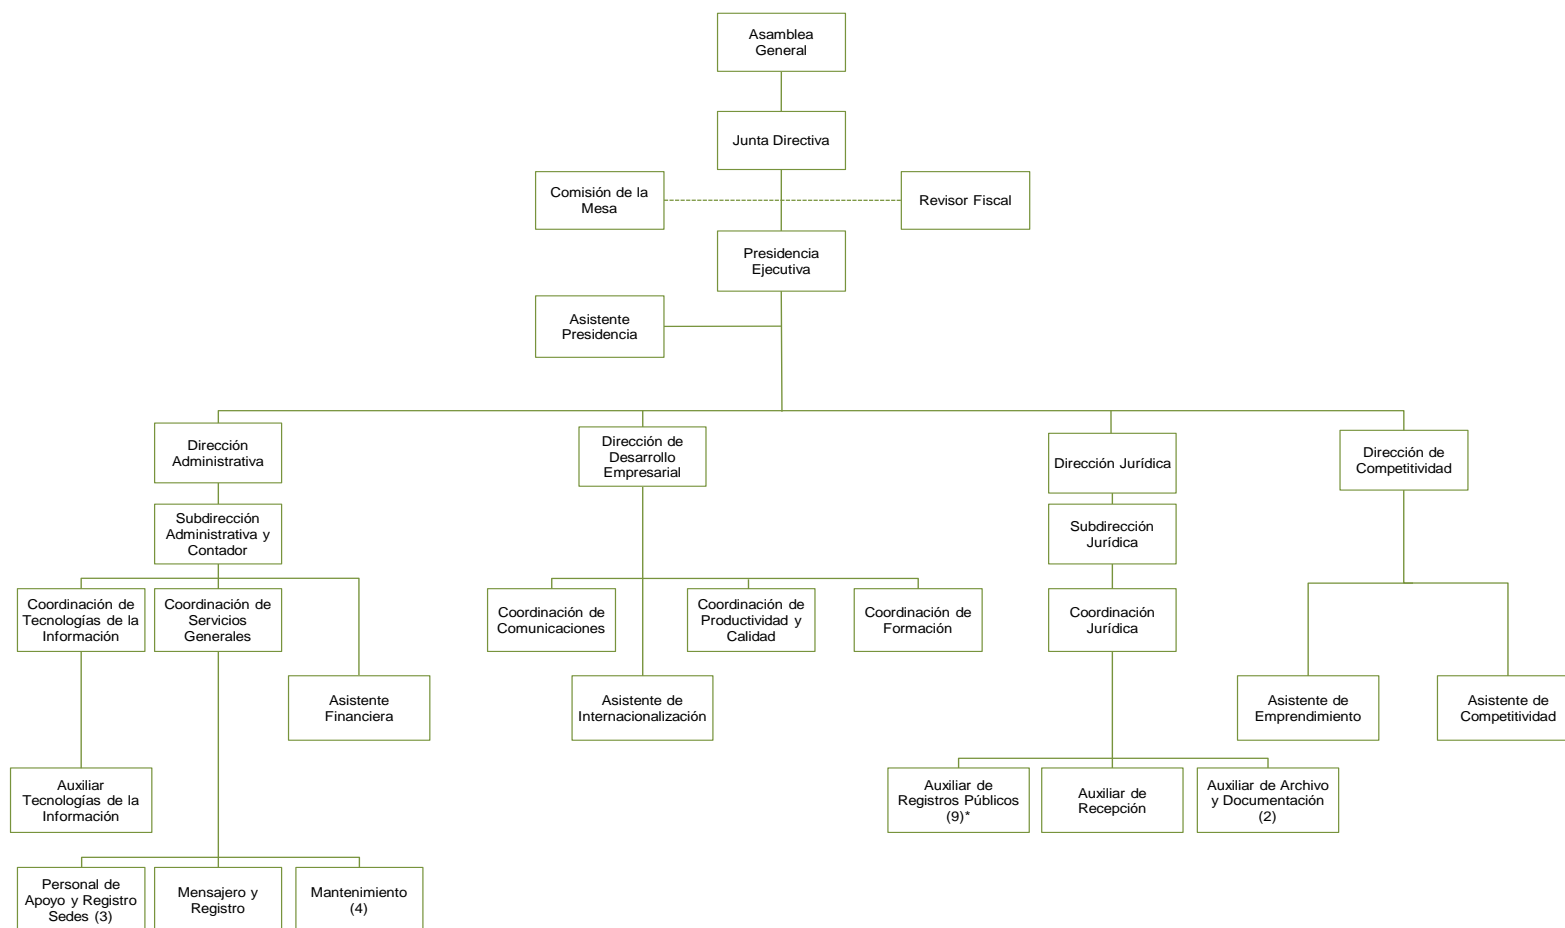 Asamblea
General
Junta Directiva
Comisión de la
Mesa
Revisor Fiscal
Presidencia
Ejecutiva
Asistente
Presidencia
Dirección
Administrativa
Dirección de
Desarrollo
Empresarial
Dirección Jurídica
Dirección de
Competitividad
Subdirección
Administrativa y
Contador
Subdirección
Jurídica
Coordinación de
Tecnologías de la
Información
Coordinación de
Servicios
Generales
Coordinación de
Comunicaciones
Coordinación de
Productividad y
Calidad
Coordinación de
Formación
Coordinación
Jurídica
Asistente
Financiera
Asistente de
Internacionalización
Asistente de
Emprendimiento
Asistente de
Competitividad
Auxiliar
Tecnologías de la
Información
Auxiliar de
Registros Públicos
(9)*
Auxiliar de
Recepción
Auxiliar de Archivo
y Documentación
(2)
Personal de
Apoyo y Registro
Sedes (3)
Mensajero y
Registro
Mantenimiento
(4)